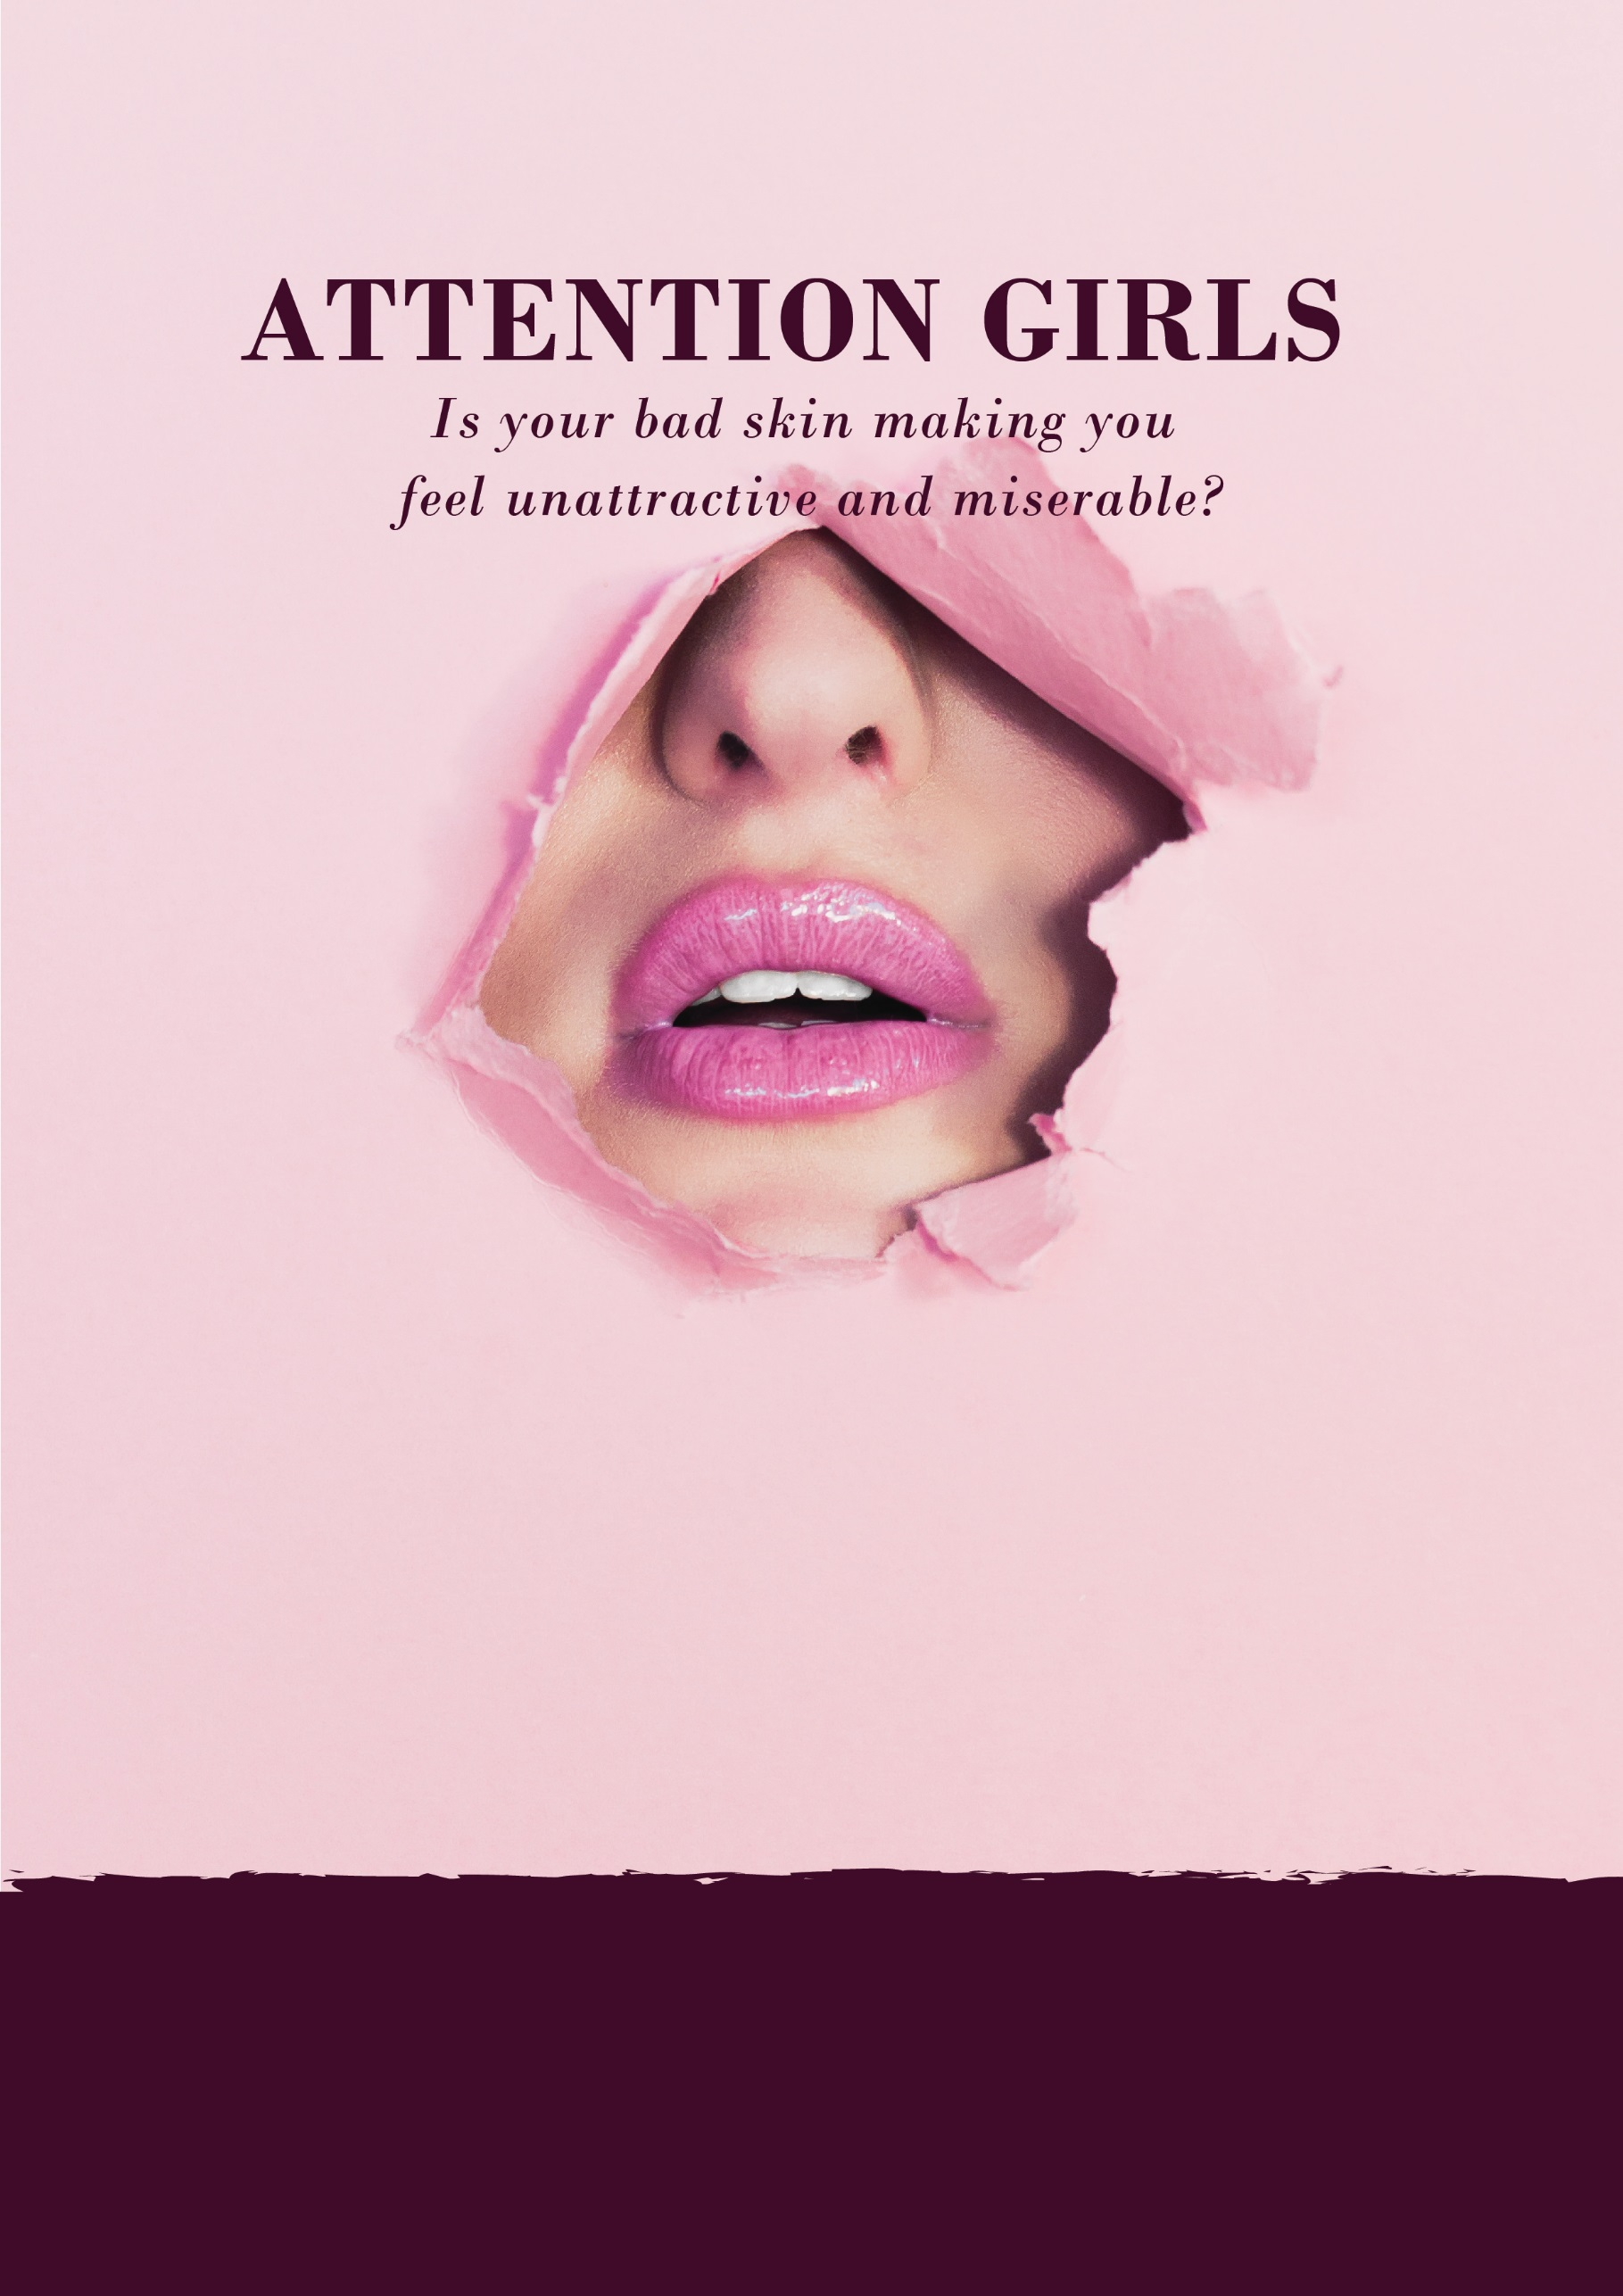 ATTENTION GIRLS
Is your bad skin making you
feel unattractive and miserable?